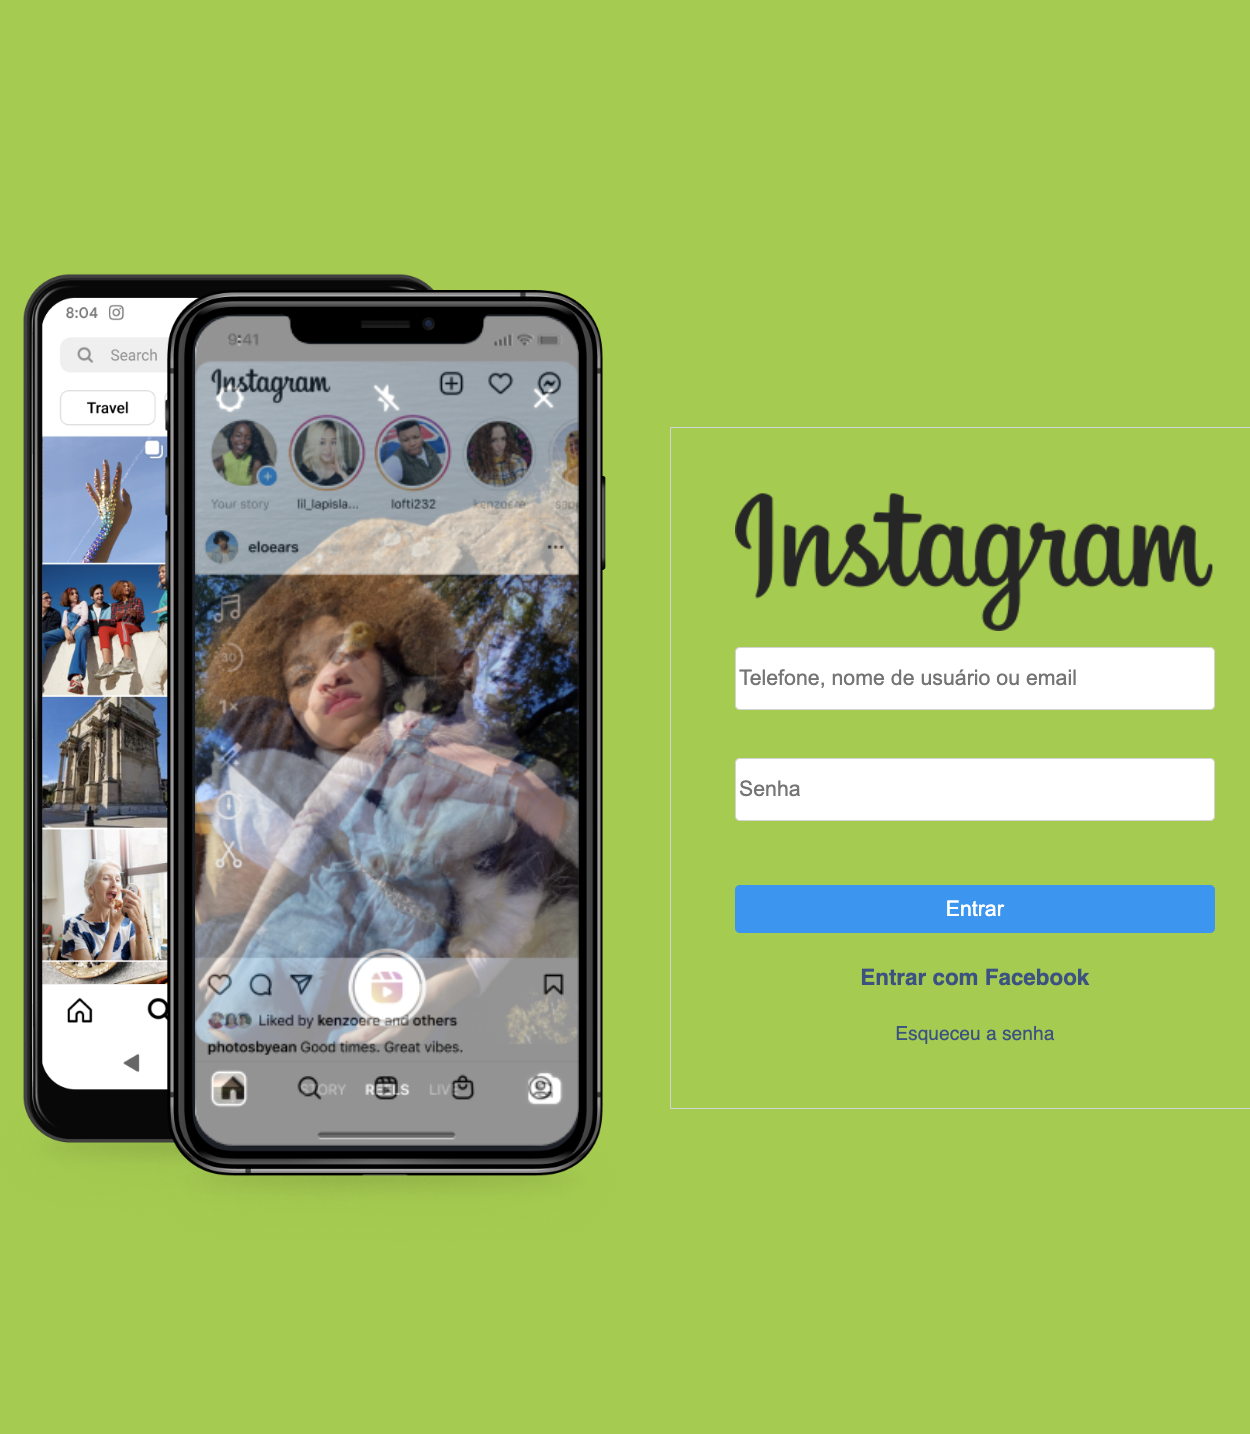 8:04
Search
Travel
9:41
Instagram
Your story
lil_lapisla...
lofti232
kenzoere
eloears
30
1×
Liked by kenzoere and others
photosbyean Good times. Great vibes.
STORY REELS LIVE
Instagram
Telefone, nome de usuário ou email
Senha
Entrar
Entrar com Facebook
Esqueceu a senha